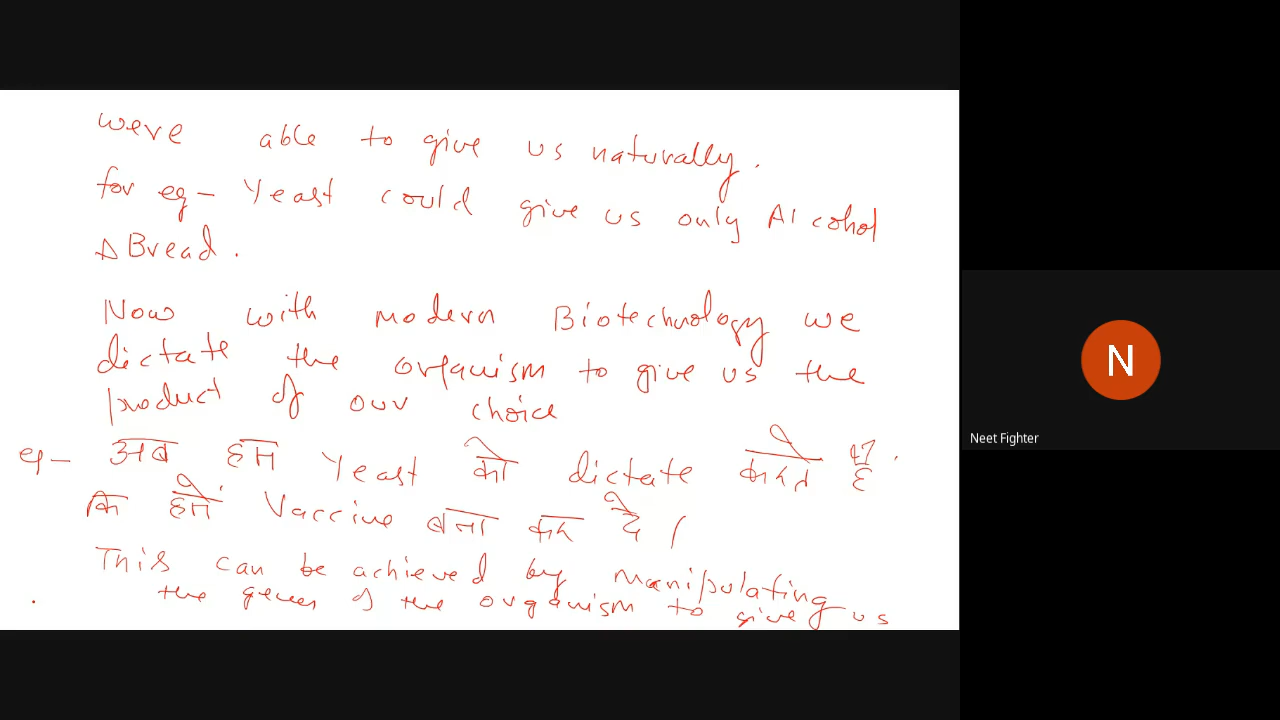 were able to give us naturally.
for eg - Yeast could give us only Alcohol
& Bread.
Now with modern Biotechnology we
dictate the organism to give us the
product of our choice
eg - अब हम Yeast को dictate करते हैं.
कि हमें Vaccine बना कर दे।
This can be achieved by manipulating
the genes of the organism to give us
N
Neet Fighter